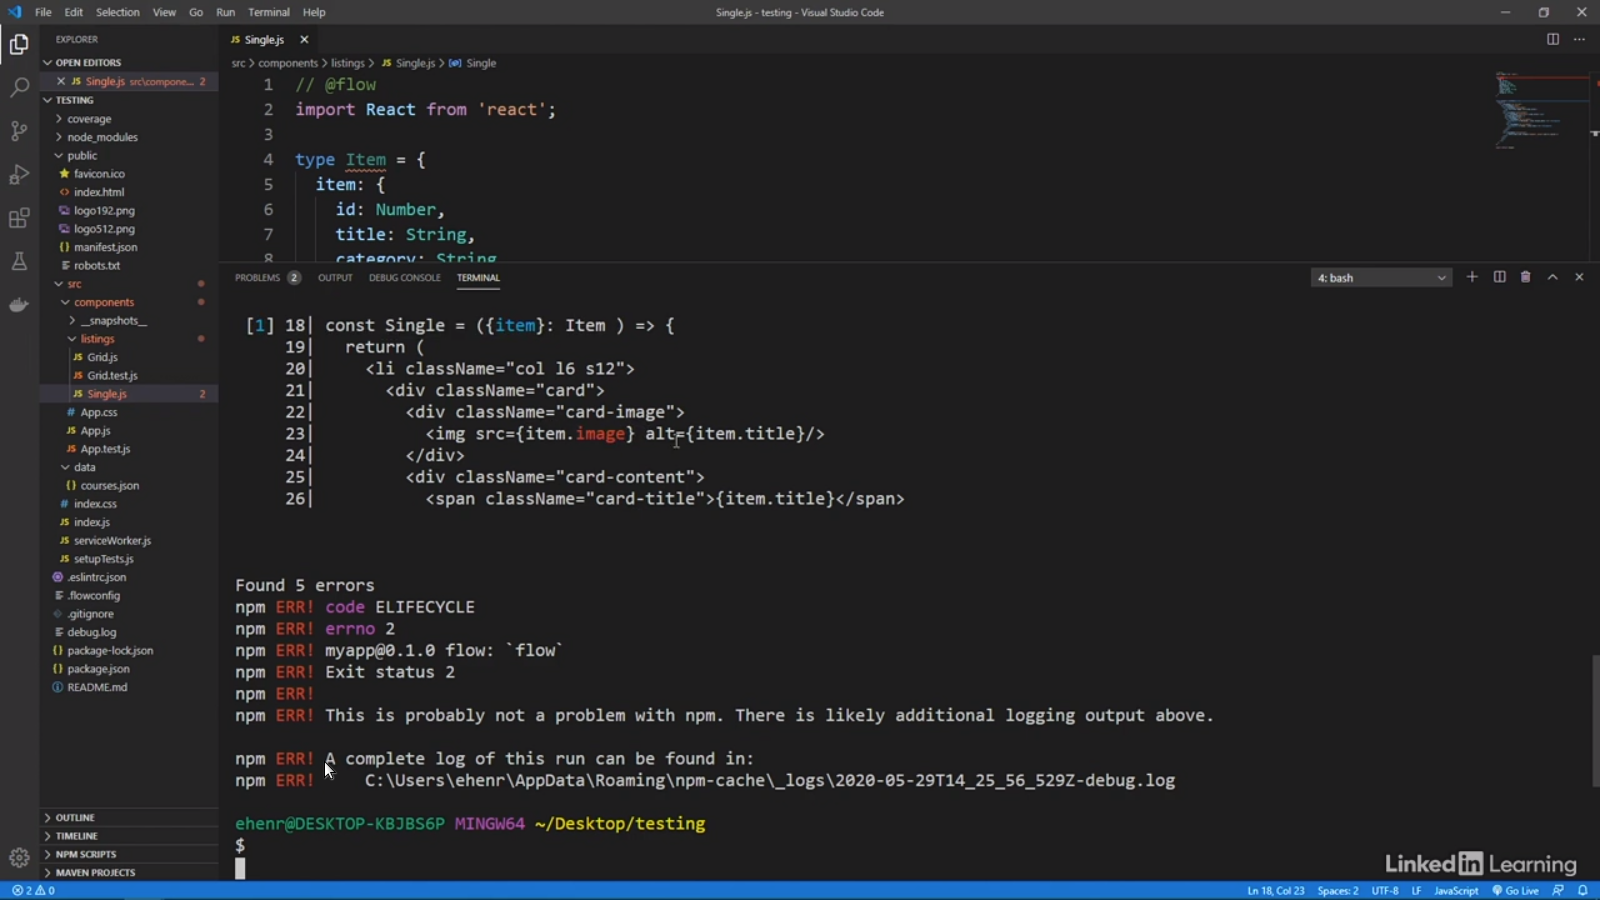 File Edit Selection View Go Run Terminal Help
Single.js - testing - Visual Studio Code
EXPLORER
OPEN EDITORS
JS Single.js src\compone... 2
TESTING
coverage
node_modules
public
favicon.ico
<> index.html
logo192.png
logo512.png
{} manifest.json
robots.txt
src
components
__snapshots__
listings
JS Grid.js
JS Grid.test.js
JS Single.js 2
# App.css
JS App.js
JS App.test.js
data
{} courses.json
# index.css
JS index.js
JS serviceWorker.js
JS setupTests.js
.eslintrc.json
.flowconfig
.gitignore
debug.log
{} package-lock.json
{} package.json
README.md
OUTLINE
TIMELINE
NPM SCRIPTS
MAVEN PROJECTS
JS Single.js
src > components > listings > JS Single.js > Single
1 // @flow
2 import React from 'react';
3
4 type Item = {
5 item: {
6 id: Number,
7 title: String,
8 category: String
PROBLEMS 2 OUTPUT DEBUG CONSOLE TERMINAL
4: bash
[1] 18| const Single = ({item}: Item ) => {
19| return (
20| <li className="col l6 s12">
21| <div className="card">
22| <div className="card-image">
23| <img src={item.image} alt={item.title}/>
24| </div>
25| <div className="card-content">
26| <span className="card-title">{item.title}</span>
Found 5 errors
npm ERR! code ELIFECYCLE
npm ERR! errno 2
npm ERR! myapp@0.1.0 flow: `flow`
npm ERR! Exit status 2
npm ERR!
npm ERR! This is probably not a problem with npm. There is likely additional logging output above.
npm ERR! A complete log of this run can be found in:
npm ERR! C:\Users\ehenr\AppData\Roaming\npm-cache\_logs\2020-05-29T14_25_56_529Z-debug.log
ehenr@DESKTOP-KBJBS6P MINGW64 ~/Desktop/testing
$
Linked in Learning
2 0
Ln 18, Col 23 Spaces: 2 UTF-8 LF JavaScript Go Live